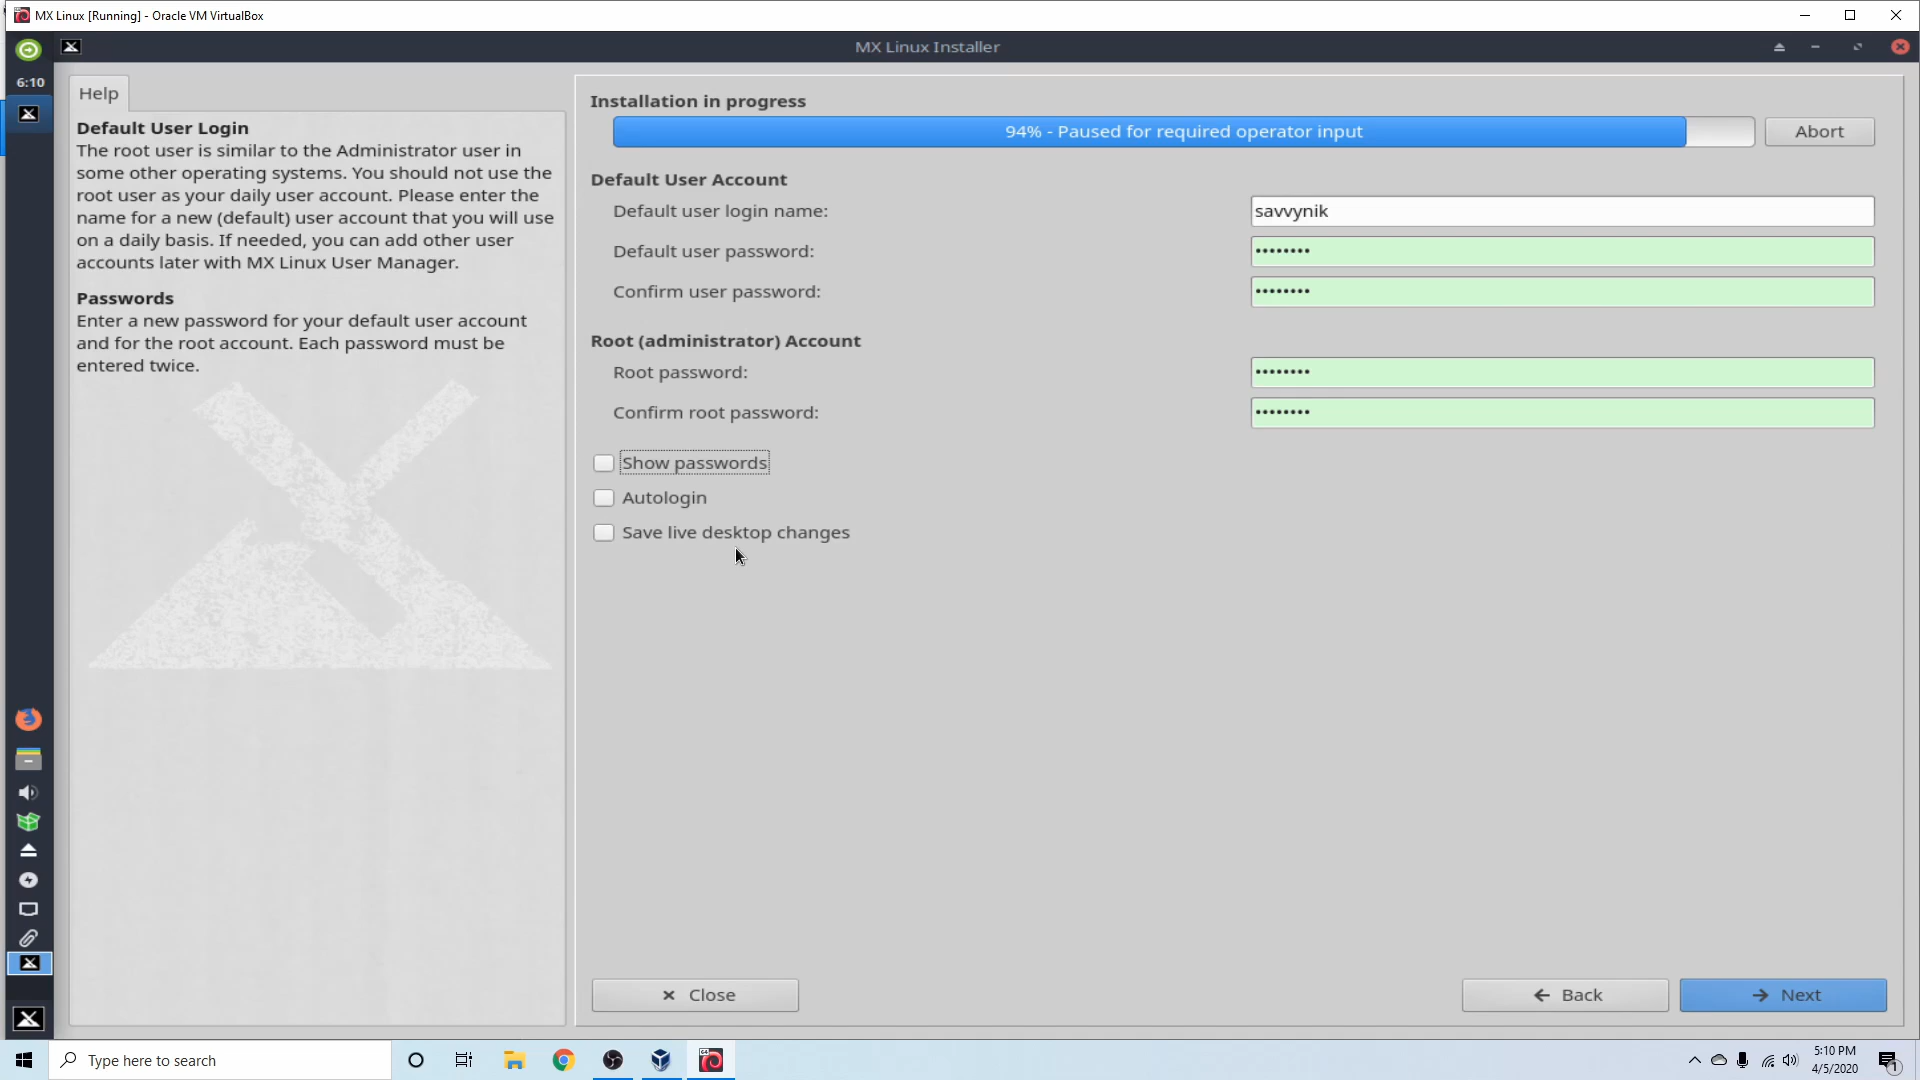 MX Linux [Running] - Oracle VM VirtualBox
MX Linux Installer
6:10
Help
Default User Login
The root user is similar to the Administrator user in
some other operating systems. You should not use the
root user as your daily user account. Please enter the
name for a new (default) user account that you will use
on a daily basis. If needed, you can add other user
accounts later with MX Linux User Manager.
Passwords
Enter a new password for your default user account
and for the root account. Each password must be
entered twice.
Installation in progress
94% - Paused for required operator input
Abort
Default User Account
Default user login name:
savvynik
Default user password:
••••••••
Confirm user password:
••••••••
Root (administrator) Account
Root password:
••••••••
Confirm root password:
••••••••
Show passwords
Autologin
Save live desktop changes
Close
Back
Next
Type here to search
5:10 PM
4/5/2020
1